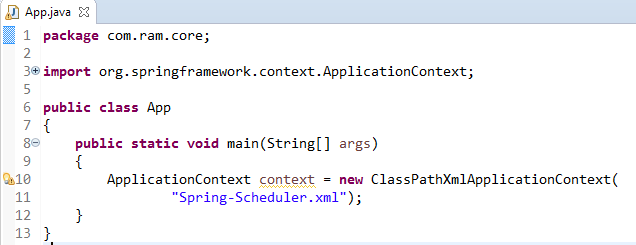 App.java
1 package com.ram.core;
2
3 import org.springframework.context.ApplicationContext;
5
6 public class App
7 {
8 public static void main(String[] args)
9 {
10 ApplicationContext context = new ClassPathXmlApplicationContext(
11 "Spring-Scheduler.xml");
12 }
13 }